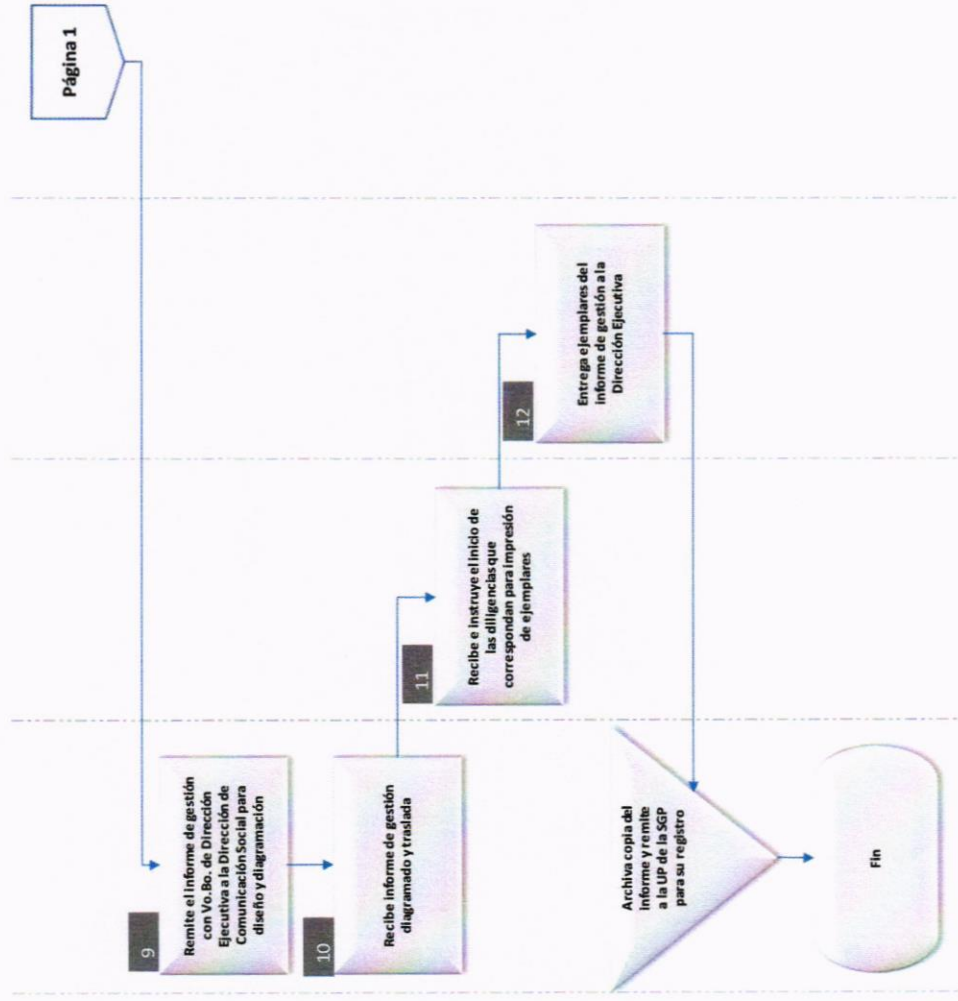 Página 1
9
Remite el informe de gestión
con Vo.Bo. de Dirección
Ejecutiva a la Dirección de
Comunicación Social para
diseño y diagramación
10
Recibe informe de gestión
diagramado y traslada
11
Recibe e instruye el inicio de
las diligencias que
correspondan para impresión
de ejemplares
12
Entrega ejemplares del
informe de gestión a la
Dirección Ejecutiva
Archiva copia del
informe y remite
a la UP de la SGP
para su registro
Fin